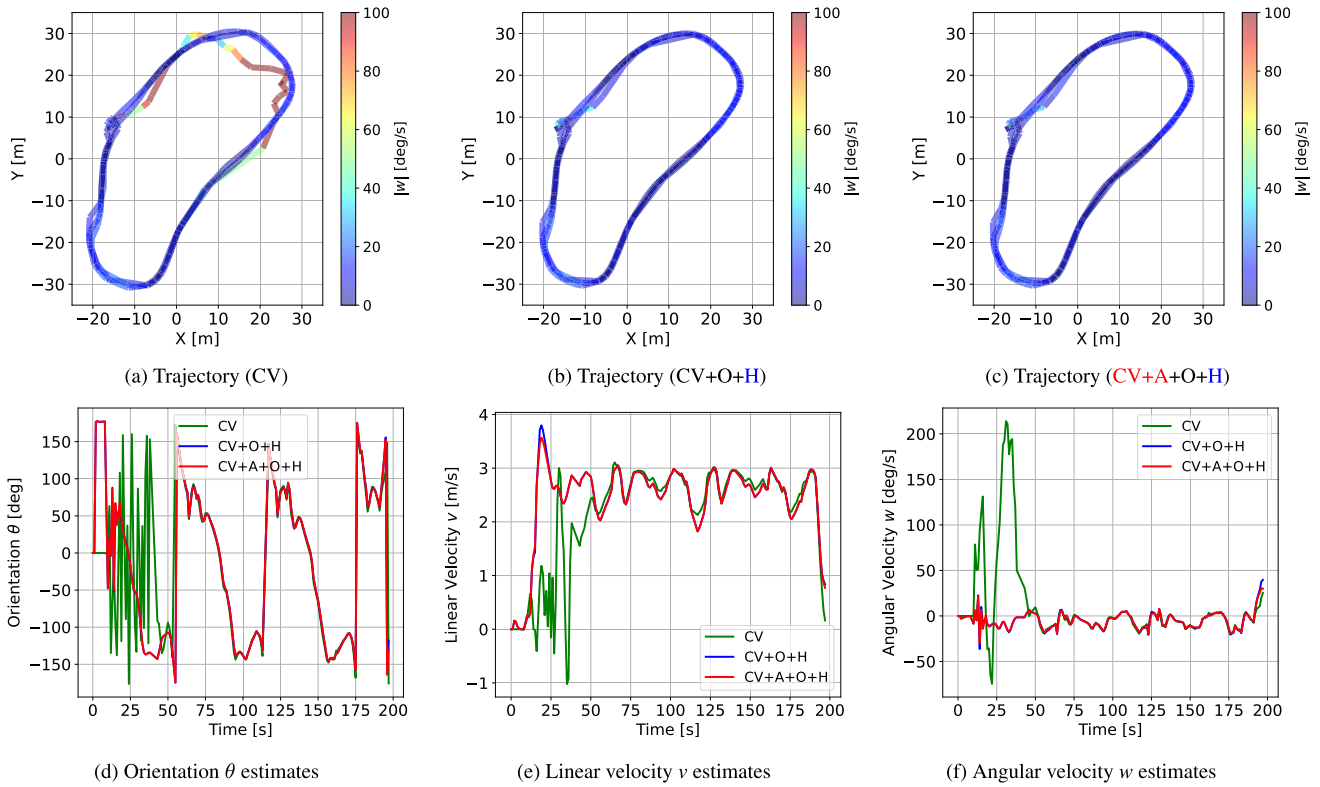 30
20
10
0
−10
−20
−30
Y [m]
−20 −10 0 10 20 30
X [m]
100
80
60
40
20
0
|w| [deg/s]
(a) Trajectory (CV)
30
20
10
0
−10
−20
−30
Y [m]
−20 −10 0 10 20 30
X [m]
100
80
60
40
20
0
|w| [deg/s]
(b) Trajectory (CV+O+H)
30
20
10
0
−10
−20
−30
Y [m]
−20 −10 0 10 20 30
X [m]
100
80
60
40
20
0
|w| [deg/s]
(c) Trajectory (CV+A+O+H)
150
100
50
0
−50
−100
−150
Orientation θ [deg]
CV
CV+O+H
CV+A+O+H
0 25 50 75 100 125 150 175 200
Time [s]
(d) Orientation θ estimates
4
3
2
1
0
−1
Linear Velocity v [m/s]
CV
CV+O+H
CV+A+O+H
0 25 50 75 100 125 150 175 200
Time [s]
(e) Linear velocity v estimates
200
150
100
50
0
−50
Angular Velocity w [deg/s]
CV
CV+O+H
CV+A+O+H
0 25 50 75 100 125 150 175 200
Time [s]
(f) Angular velocity w estimates